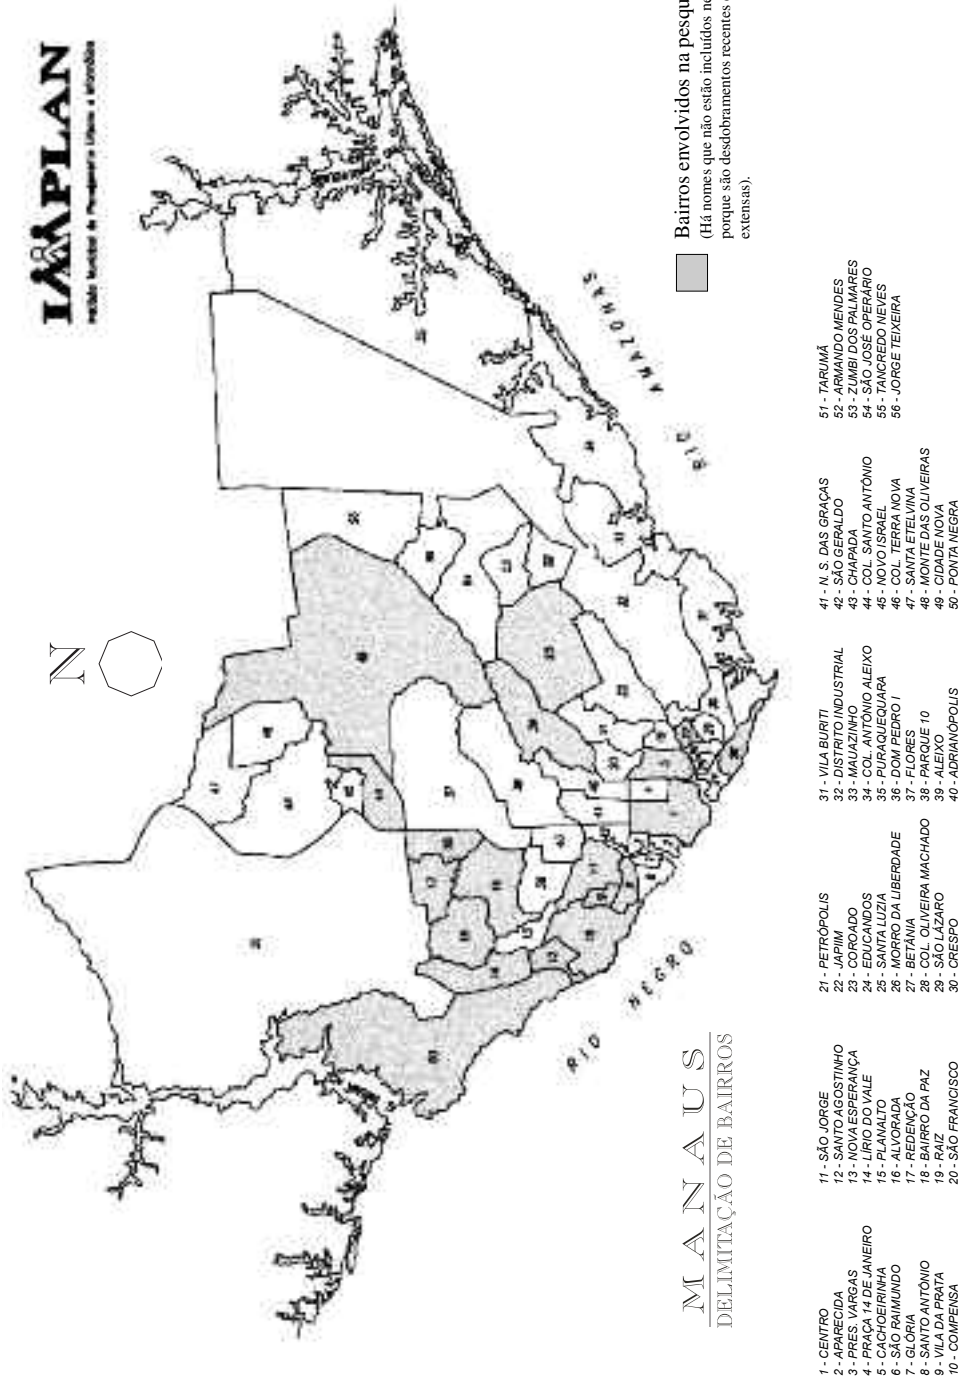 IMPLAN
N
Bairros envolvidos na pesqu
(Há nomes que não estão incluídos ne
porque são desdobramentos recentes
extensas).
RIO AMAZONAS
RIO NEGRO
MANAUS
DELIMITAÇÃO DE BAIRROS
1 - CENTRO
2 - APARECIDA
3 - PRES. VARGAS
4 - PRAÇA 14 DE JANEIRO
5 - CACHOEIRINHA
6 - SÃO RAIMUNDO
7 - GLÓRIA
8 - SANTO ANTÔNIO
9 - VILA DA PRATA
10 - COMPENSA
11 - SÃO JORGE
12 - SANTO AGOSTINHO
13 - NOVA ESPERANÇA
14 - LÍRIO DO VALE
15 - PLANALTO
16 - ALVORADA
17 - REDENÇÃO
18 - BAIRRO DA PAZ
19 - RAIZ
20 - SÃO FRANCISCO
21 - PETRÓPOLIS
22 - JAPIIM
23 - COROADO
24 - EDUCANDOS
25 - SANTA LUZIA
26 - MORRO DA LIBERDADE
27 - BETÂNIA
28 - COL. OLIVEIRA MACHADO
29 - SÃO LÁZARO
30 - CRESPO
31 - VILA BURITI
32 - DISTRITO INDUSTRIAL
33 - MAUAZINHO
34 - COL. ANTÔNIO ALEIXO
35 - PURAQUEQUARA
36 - DOM PEDRO I
37 - FLORES
38 - PARQUE 10
39 - ALEIXO
40 - ADRIANÓPOLIS
41 - N. S. DAS GRAÇAS
42 - SÃO GERALDO
43 - CHAPADA
44 - COL. SANTO ANTÔNIO
45 - NOVO ISRAEL
46 - COL. TERRA NOVA
47 - SANTA ETELVINA
48 - MONTE DAS OLIVEIRAS
49 - CIDADE NOVA
50 - PONTA NEGRA
51 - TARUMÃ
52 - ARMANDO MENDES
53 - ZUMBI DOS PALMARES
54 - SÃO JOSÉ OPERÁRIO
55 - TANCREDO NEVES
56 - JORGE TEIXEIRA